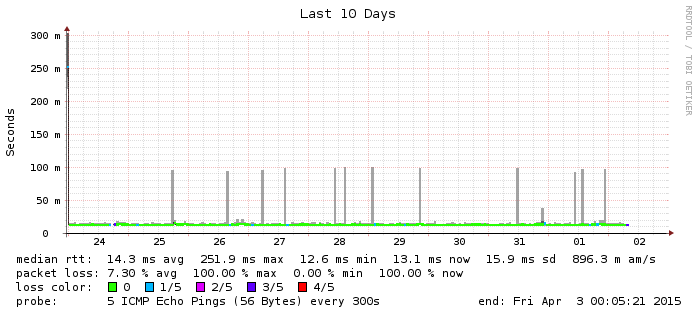 Last 10 Days
RRDTOOL / TOBI OETIKER
Seconds
300 m
250 m
200 m
150 m
100 m
50 m
0
24 25 26 27 28 29 30 31 01 02
median rtt: 14.3 ms avg 251.9 ms max 12.6 ms min 13.1 ms now 15.9 ms sd 896.3 m am/s
packet loss: 7.30 % avg 100.00 % max 0.00 % min 100.00 % now
loss color: 0 1/5 2/5 3/5 4/5
probe: 5 ICMP Echo Pings (56 Bytes) every 300s end: Fri Apr 3 00:05:21 2015